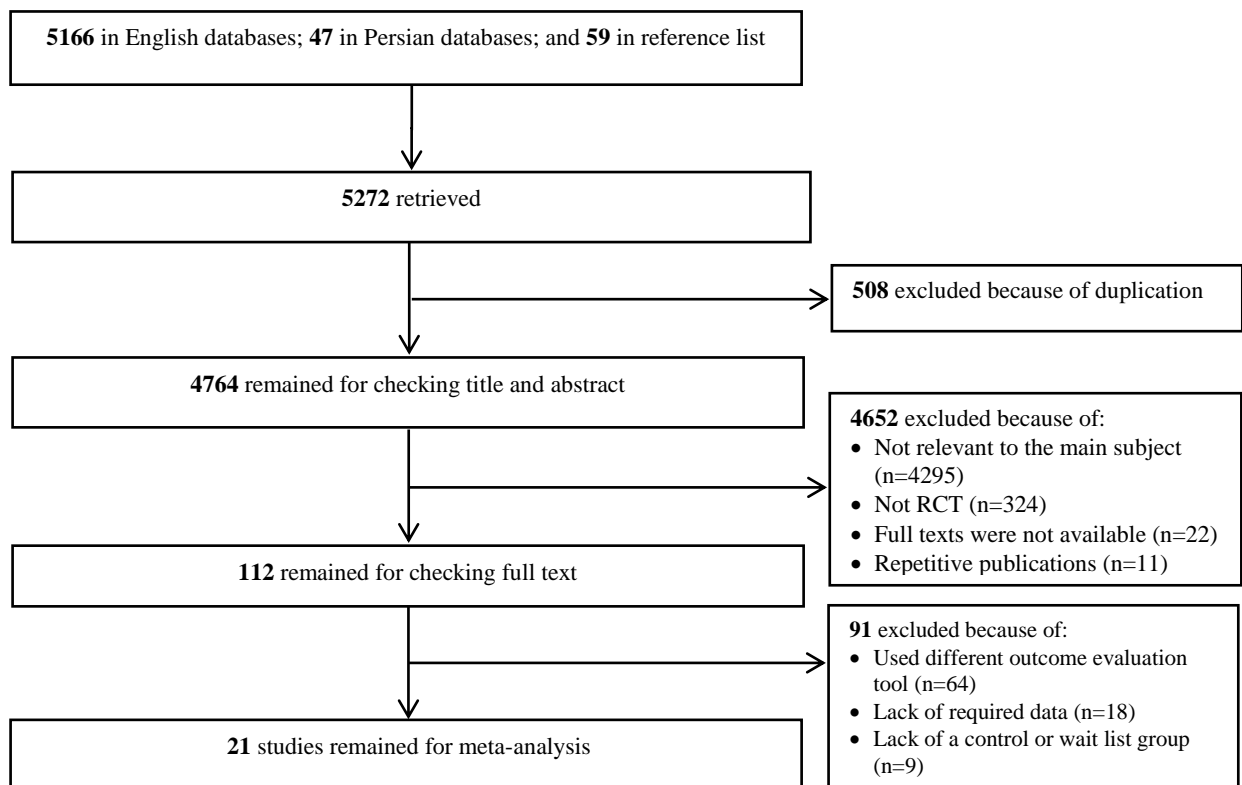 5166 in English databases; 47 in Persian databases; and 59 in reference list
5272 retrieved
508 excluded because of duplication
4764 remained for checking title and abstract
4652 excluded because of:
• Not relevant to the main subject
(n=4295)
• Not RCT (n=324)
• Full texts were not available (n=22)
• Repetitive publications (n=11)
112 remained for checking full text
91 excluded because of:
• Used different outcome evaluation
tool (n=64)
• Lack of required data (n=18)
• Lack of a control or wait list group
(n=9)
21 studies remained for meta-analysis